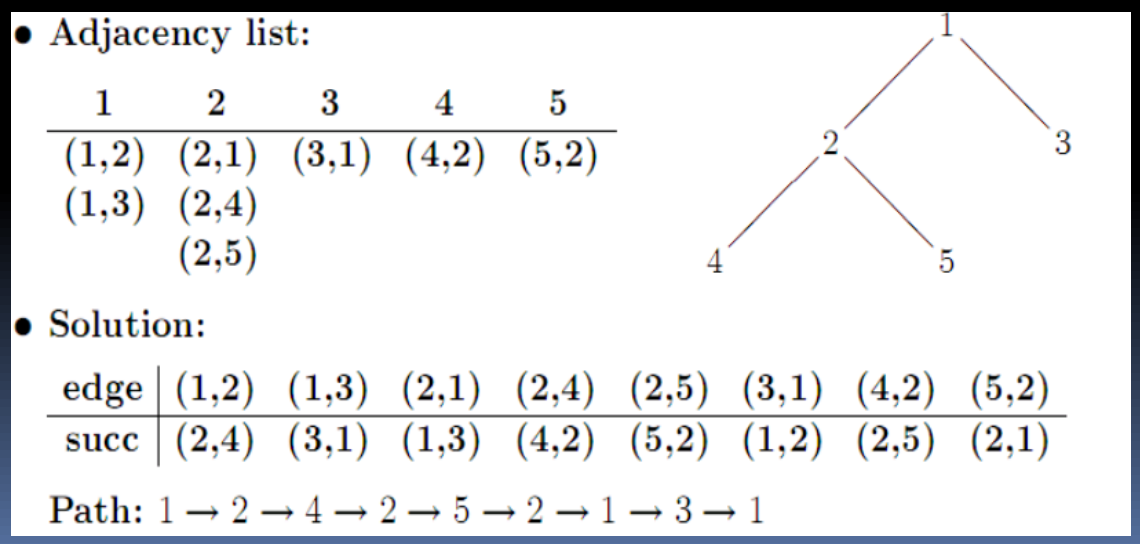 • Adjacency list:
1 2 3 4 5
(1,2) (2,1) (3,1) (4,2) (5,2)
(1,3) (2,4)
(2,5)
1
2 3
4 5
• Solution:
edge (1,2) (1,3) (2,1) (2,4) (2,5) (3,1) (4,2) (5,2)
succ (2,4) (3,1) (1,3) (4,2) (5,2) (1,2) (2,5) (2,1)
Path: 1 → 2 → 4 → 2 → 5 → 2 → 1 → 3 → 1